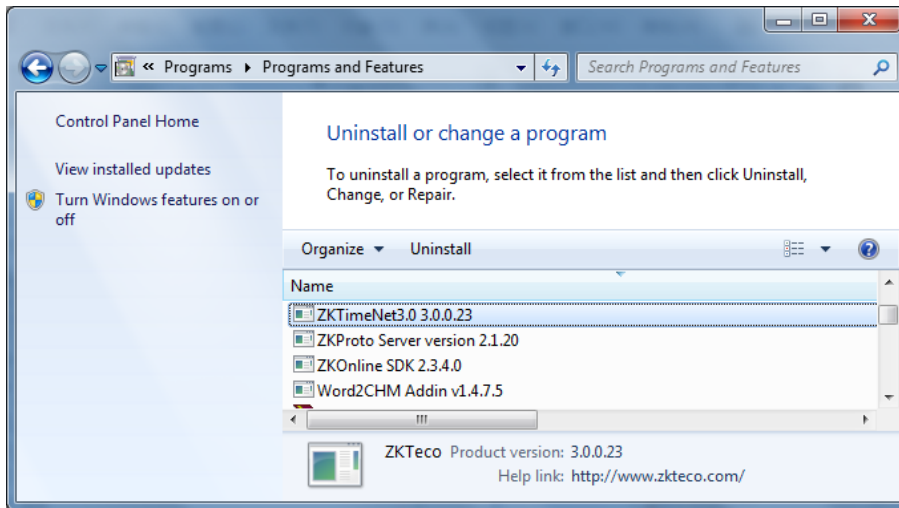 « Programs ▸ Programs and Features
Search Programs and Features
Control Panel Home
View installed updates
Turn Windows features on or
off
Uninstall or change a program
To uninstall a program, select it from the list and then click Uninstall,
Change, or Repair.
Organize Uninstall
Name
ZKTimeNet3.0 3.0.0.23
ZKProto Server version 2.1.20
ZKOnline SDK 2.3.4.0
Word2CHM Addin v1.4.7.5
ZKTeco Product version: 3.0.0.23
Help link: http://www.zkteco.com/